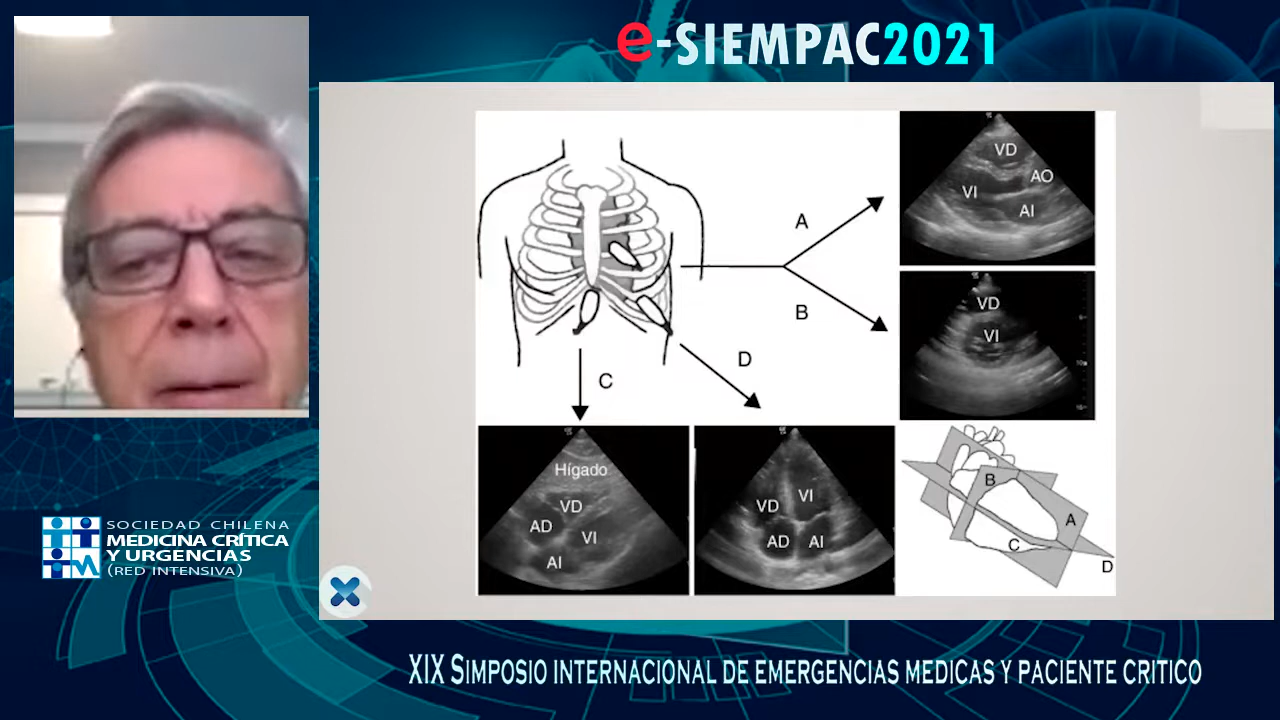 e-SIEMPAC2021
VD
AO
VI
AI
A
B
VD
VI
C
D
Hígado
VD
AD
VI
AI
VD
VI
AD
AI
B
A
C
D
SOCIEDAD CHILENA
MEDICINA CRÍTICA
Y URGENCIAS
(RED INTENSIVA)
XIX SIMPOSIO INTERNACIONAL DE EMERGENCIAS MEDICAS Y PACIENTE CRITICO